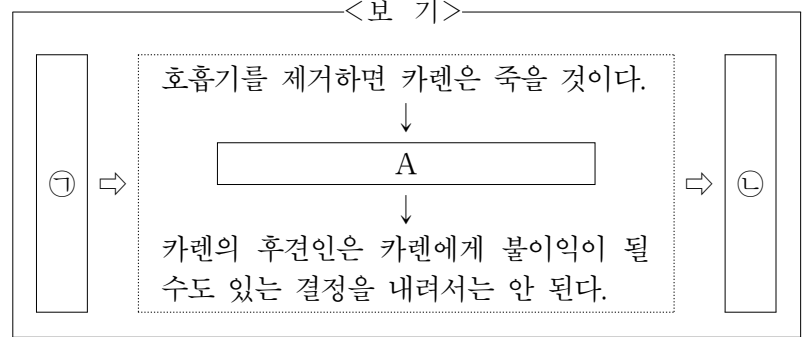 <보 기>
호흡기를 제거하면 카렌은 죽을 것이다.
↓
㉠ ⇨ A ⇨ ㉡
↓
카렌의 후견인은 카렌에게 불이익이 될
수도 있는 결정을 내려서는 안 된다.